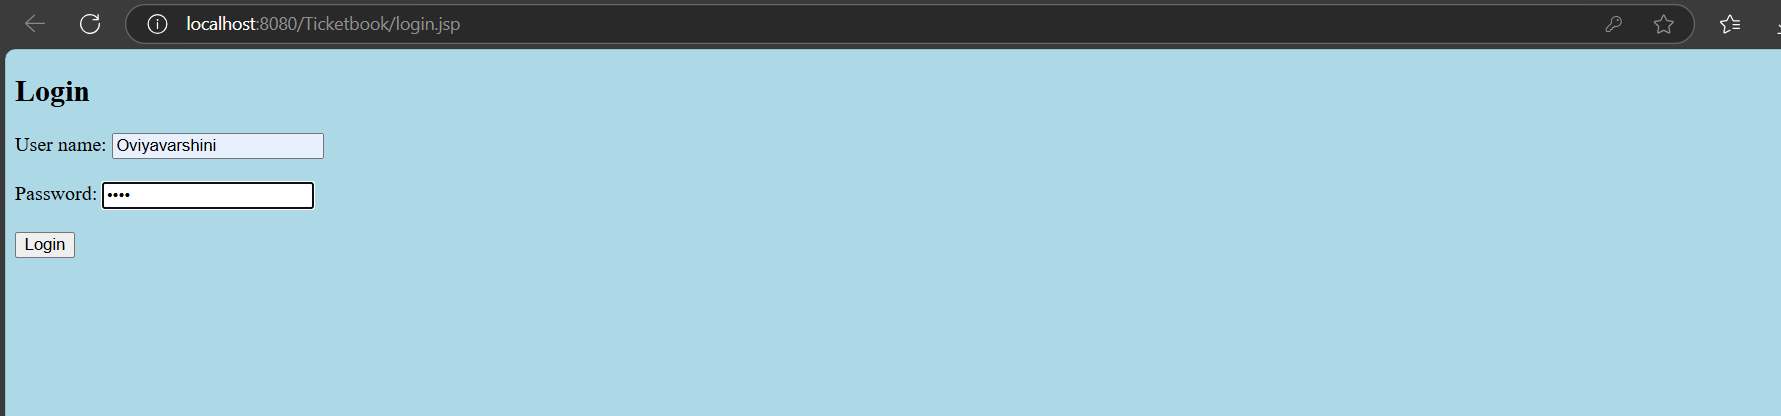 localhost:8080/Ticketbook/login.jsp
Login
User name: Oviyavarshini
Password: ••••
Login